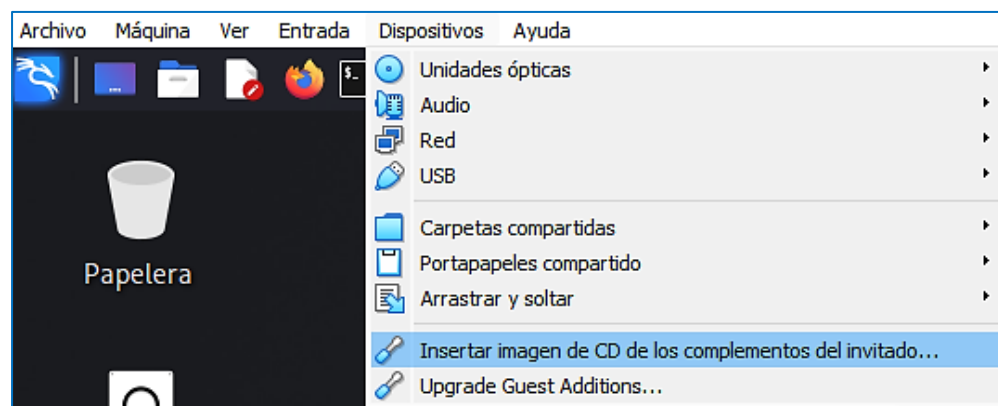 Archivo Máquina Ver Entrada Dispositivos Ayuda
$_
Unidades ópticas
Audio
Red
USB
Papelera
Carpetas compartidas
Portapapeles compartido
Arrastrar y soltar
Insertar imagen de CD de los complementos del invitado...
Upgrade Guest Additions...